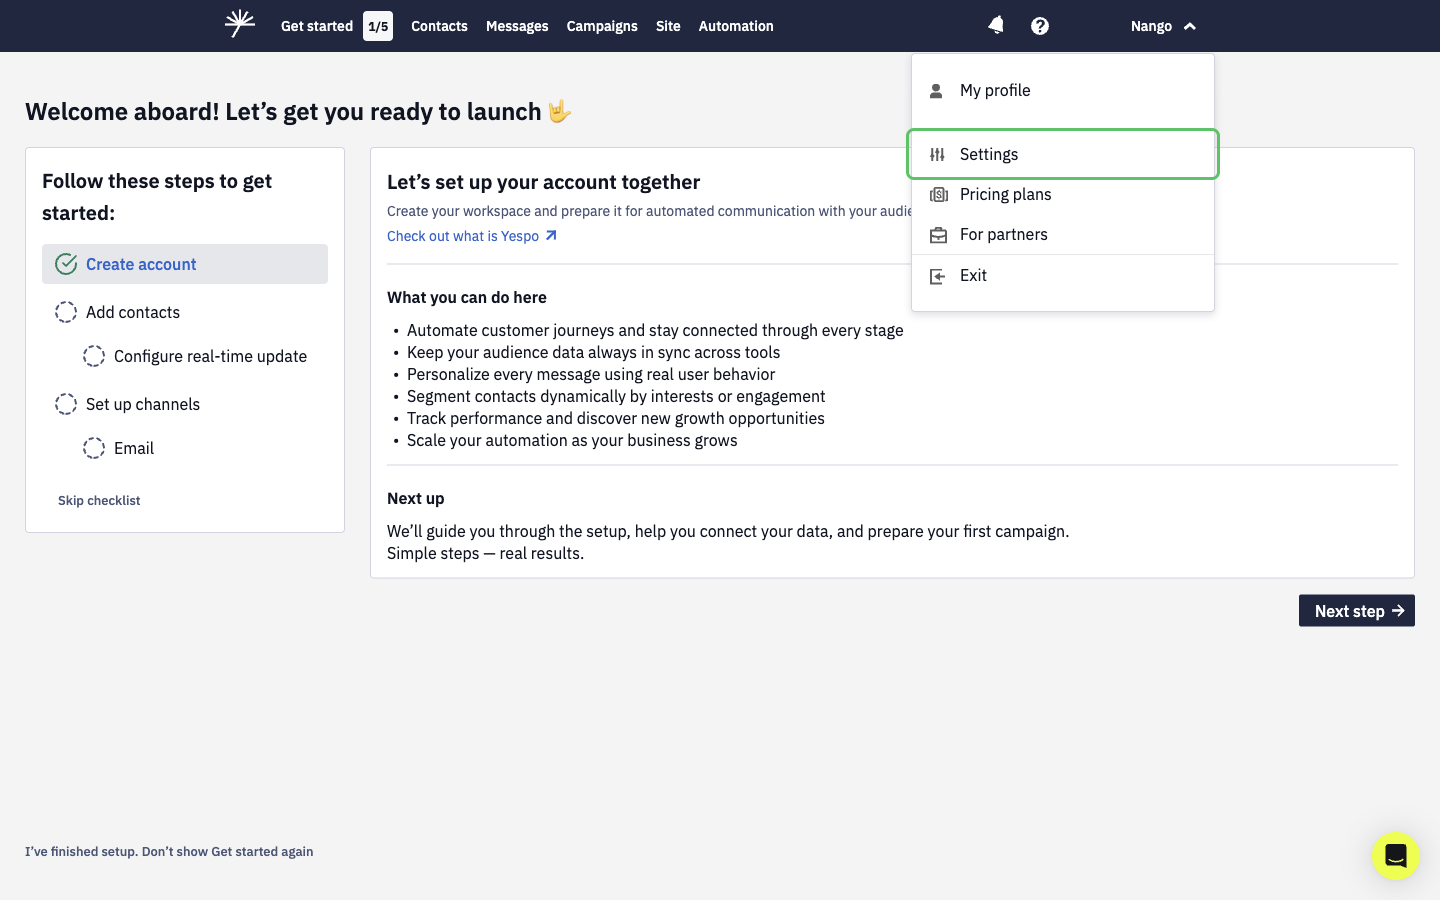 Get started 1/5 Contacts Messages Campaigns Site Automation Nango
My profile
Settings
Pricing plans
For partners
Exit
Welcome aboard! Let’s get you ready to launch 🤟
Follow these steps to get
started:
Create account
Add contacts
Configure real-time update
Set up channels
Email
Skip checklist
Let’s set up your account together
Create your workspace and prepare it for automated communication with your audie
Check out what is Yespo
What you can do here
• Automate customer journeys and stay connected through every stage
• Keep your audience data always in sync across tools
• Personalize every message using real user behavior
• Segment contacts dynamically by interests or engagement
• Track performance and discover new growth opportunities
• Scale your automation as your business grows
Next up
We’ll guide you through the setup, help you connect your data, and prepare your first campaign.
Simple steps — real results.
Next step →
I’ve finished setup. Don’t show Get started again